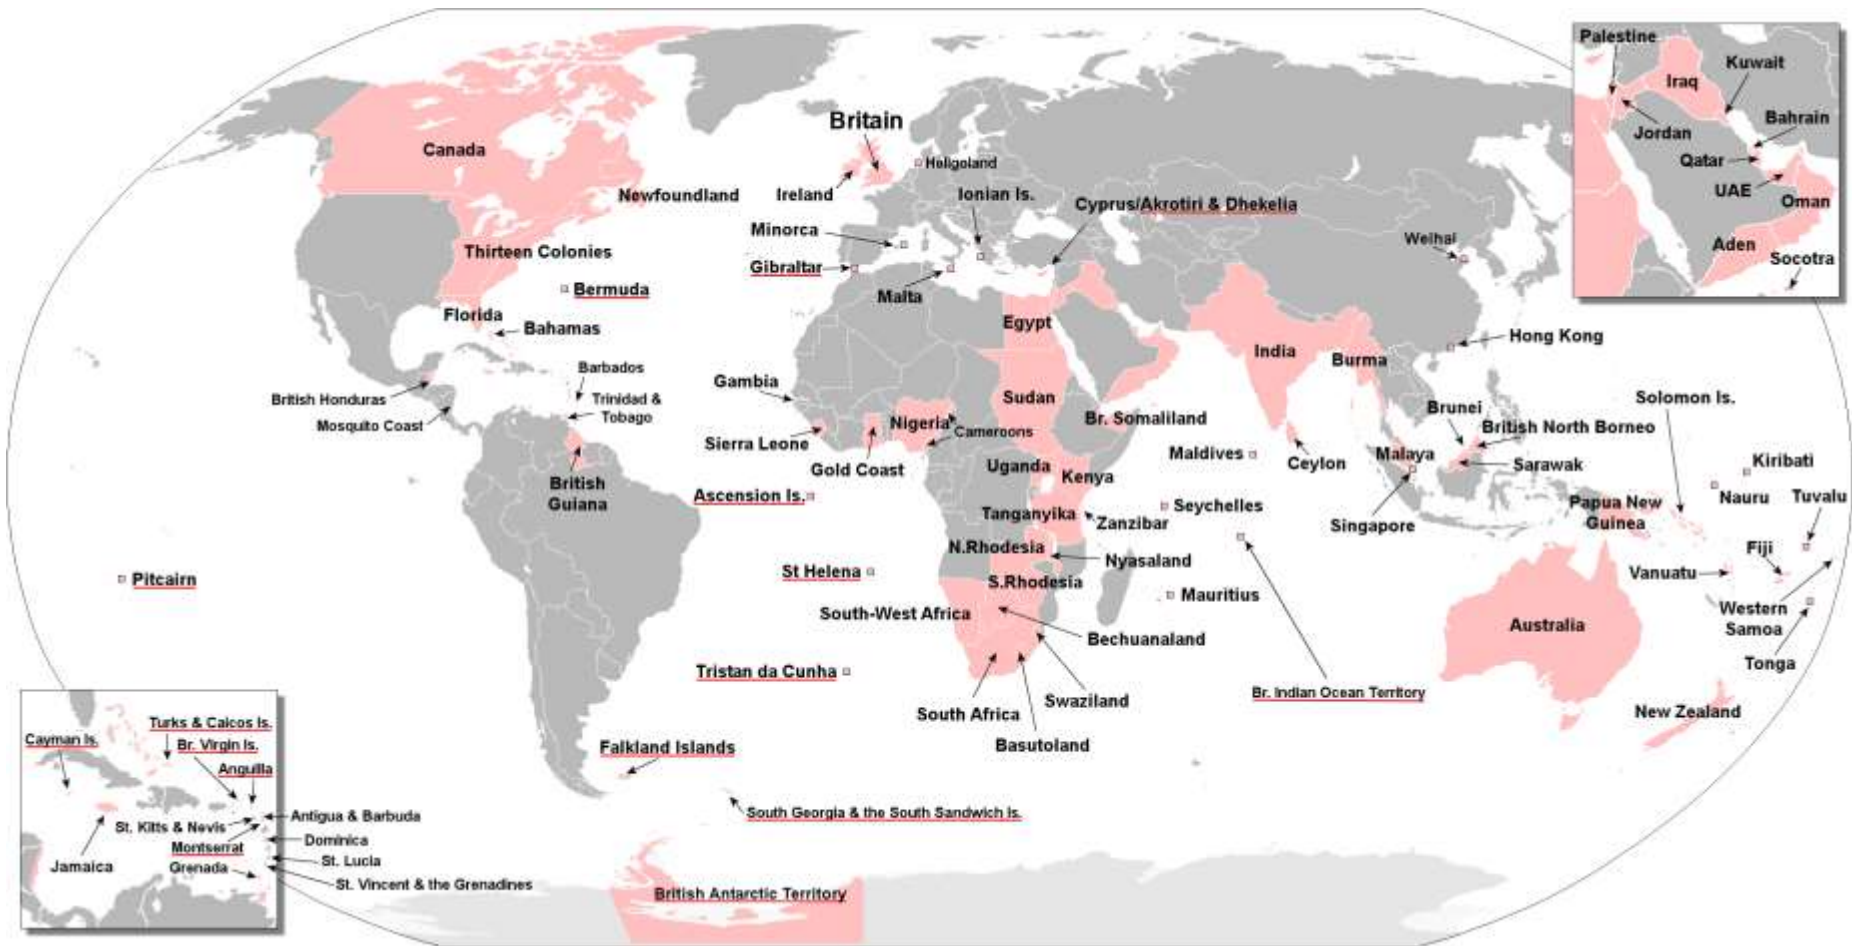 Canada
Newfoundland
Thirteen Colonies
Bermuda
Florida
Bahamas
Barbados
British Honduras
Trinidad &
Tobago
Mosquito Coast
British
Guiana
Pitcairn
Britain
Ireland
Heligoland
Ionian Is.
Cyprus/Akrotiri & Dhekelia
Minorca
Gibraltar
Malta
Weihai
Egypt
India
Burma
Hong Kong
Gambia
Sudan
Nigeria
Cameroons
Br. Somaliland
Sierra Leone
Gold Coast
Uganda
Kenya
Maldives
Ceylon
Brunei
British North Borneo
Malaya
Sarawak
Singapore
Solomon Is.
Kiribati
Nauru
Tuvalu
Papua New
Guinea
Ascension Is.
Tanganyika
Zanzibar
Seychelles
N.Rhodesia
Nyasaland
S.Rhodesia
St Helena
Mauritius
South-West Africa
Bechuanaland
Fiji
Vanuatu
Western
Samoa
Tonga
Australia
New Zealand
Tristan da Cunha
South Africa
Swaziland
Basutoland
Br. Indian Ocean Territory
Falkland Islands
South Georgia & the South Sandwich Is.
British Antarctic Territory
Palestine
Iraq
Kuwait
Jordan
Bahrain
Qatar
UAE
Oman
Aden
Socotra
Turks & Caicos Is.
Cayman Is.
Br. Virgin Is.
Anguilla
Antigua & Barbuda
St. Kitts & Nevis
Montserrat
Dominica
Jamaica
St. Lucia
Grenada
St. Vincent & the Grenadines